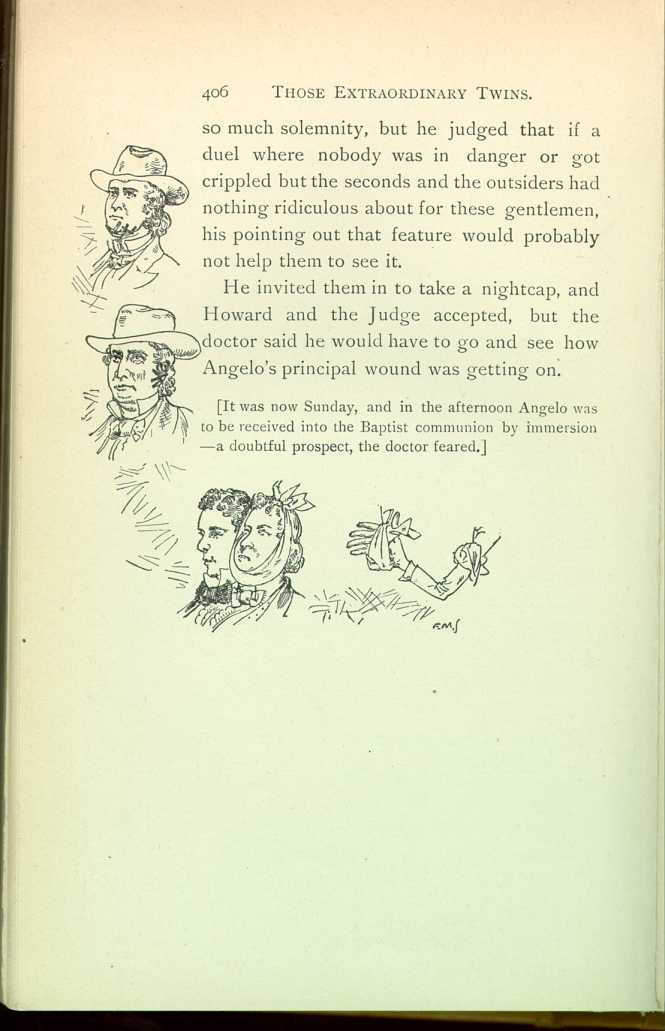 406 THOSE EXTRAORDINARY TWINS.
so much solemnity, but he judged that if a
duel where nobody was in danger or got
crippled but the seconds and the outsiders had
nothing ridiculous about for these gentlemen,
his pointing out that feature would probably
not help them to see it.
He invited them in to take a nightcap, and
Howard and the Judge accepted, but the
doctor said he would have to go and see how
Angelo's principal wound was getting on.
[It was now Sunday, and in the afternoon Angelo was
to be received into the Baptist communion by immersion
—a doubtful prospect, the doctor feared.]
F.M.S